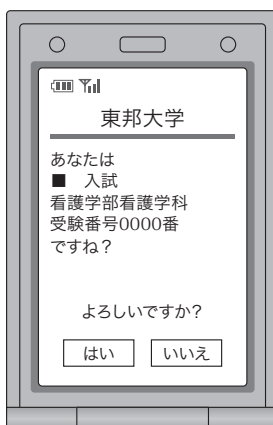 東邦大学
あなたは
■　入試
看護学部看護学科
受験番号0000番
ですね？
よろしいですか？
はい　いいえ